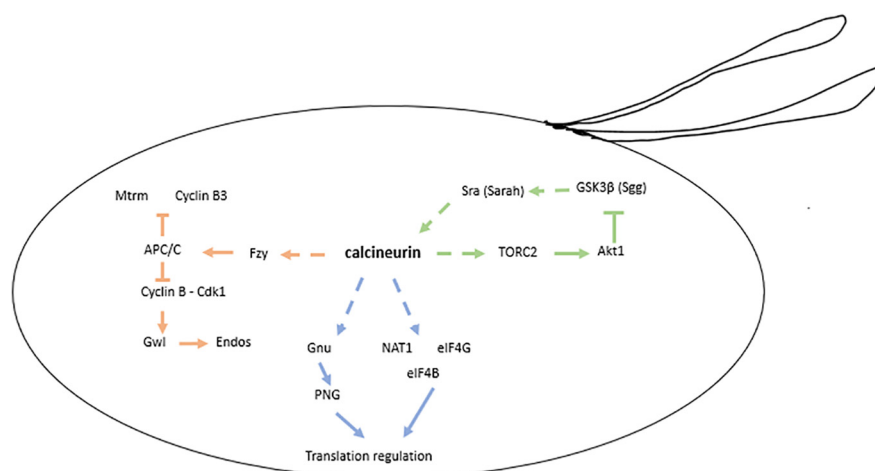 Mtrm Cyclin B3
Sra (Sarah) GSK3β (Sgg)
APC/C Fzy calcineurin TORC2 Akt1
Cyclin B - Cdk1
Gwl Endos
Gnu NAT1 eIF4G
eIF4B
PNG
Translation regulation